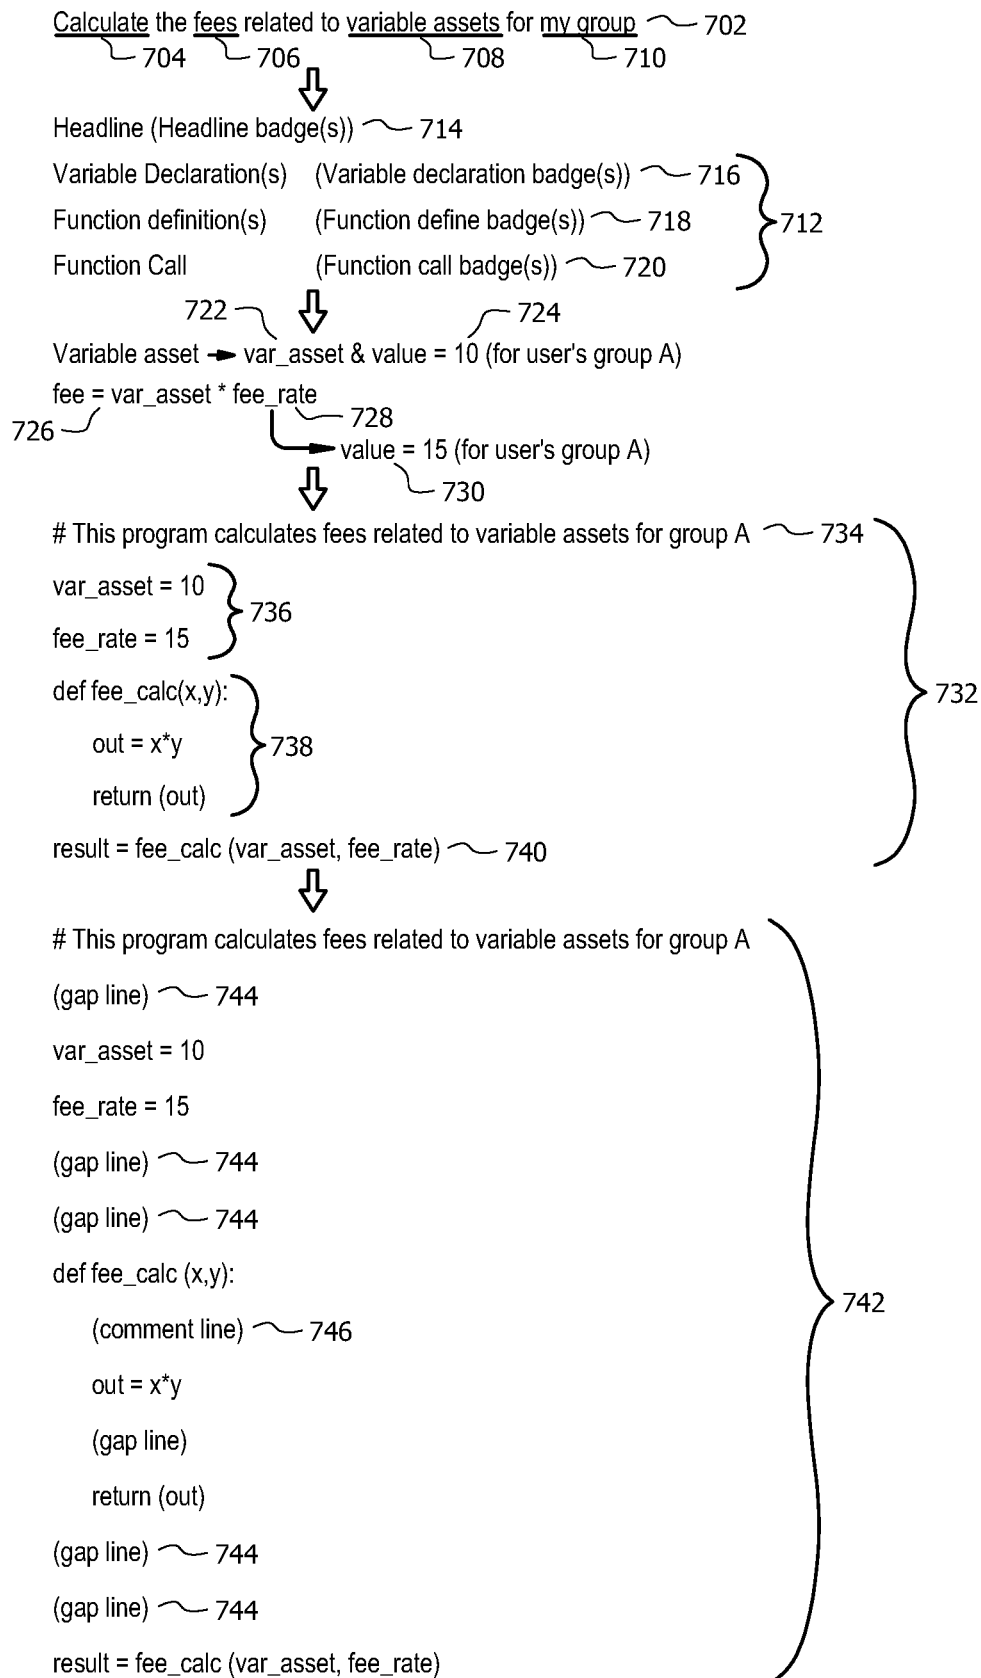 Calculate the fees related to variable assets for my group 702
704 706 708 710
Headline (Headline badge(s)) 714
Variable Declaration(s) (Variable declaration badge(s)) 716
Function definition(s) (Function define badge(s)) 718
712
Function Call (Function call badge(s)) 720
722 724
Variable asset → var_asset & value = 10 (for user's group A)
fee = var_asset * fee_rate
726 728
value = 15 (for user's group A)
730
# This program calculates fees related to variable assets for group A 734
var_asset = 10
736
fee_rate = 15
def fee_calc(x,y):
732
out = x*y
738
return (out)
result = fee_calc (var_asset, fee_rate) 740
# This program calculates fees related to variable assets for group A
(gap line) 744
var_asset = 10
fee_rate = 15
(gap line) 744
(gap line) 744
def fee_calc (x,y):
742
(comment line) 746
out = x*y
(gap line)
return (out)
(gap line) 744
(gap line) 744
result = fee_calc (var_asset, fee_rate)